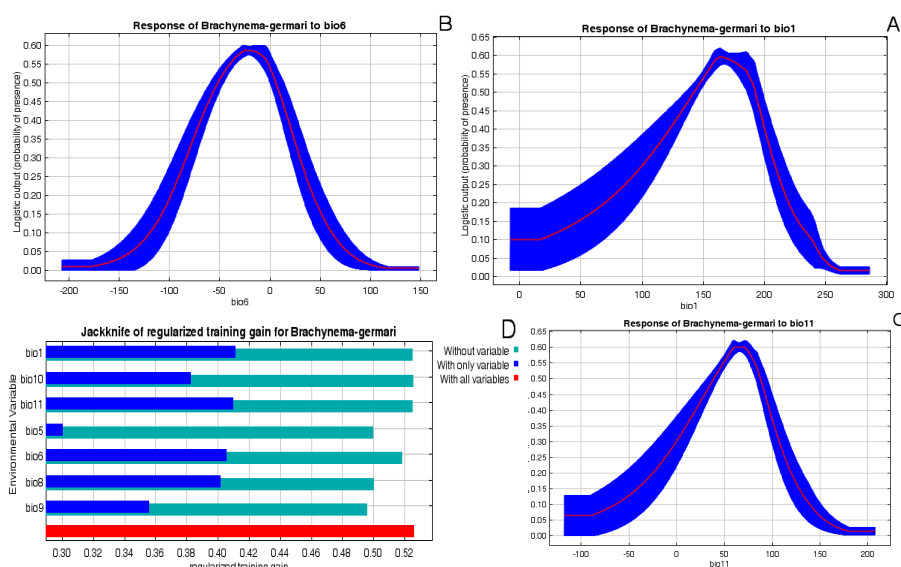 Response of Brachynema-germari to bio6
B
Logistic output (probability of presence)
0.60
0.55
0.50
0.45
0.40
0.35
0.30
0.25
0.20
0.15
0.10
0.05
0.00
-200 -150 -100 -50 0 50 100 150
bio6
Response of Brachynema-germari to bio1
A
Logistic output (probability of presence)
0.65
0.60
0.55
0.50
0.45
0.40
0.35
0.30
0.25
0.20
0.15
0.10
0.05
0.00
0 50 100 150 200 250 300
bio1
Jackknife of regularized training gain for Brachynema-germari
D
Environmental Variable
bio1
bio10
bio11
bio5
bio6
bio8
bio9
0.30 0.32 0.34 0.36 0.38 0.40 0.42 0.44 0.46 0.48 0.50 0.52
regularized training gain
Without variable
With only variable
With all variables
Response of Brachynema-germari to bio11
0.65
0.60
0.55
0.50
0.45
0.40
0.35
0.30
0.25
0.20
0.15
0.10
0.05
0.00
-100 -50 0 50 100 150 200
bio11